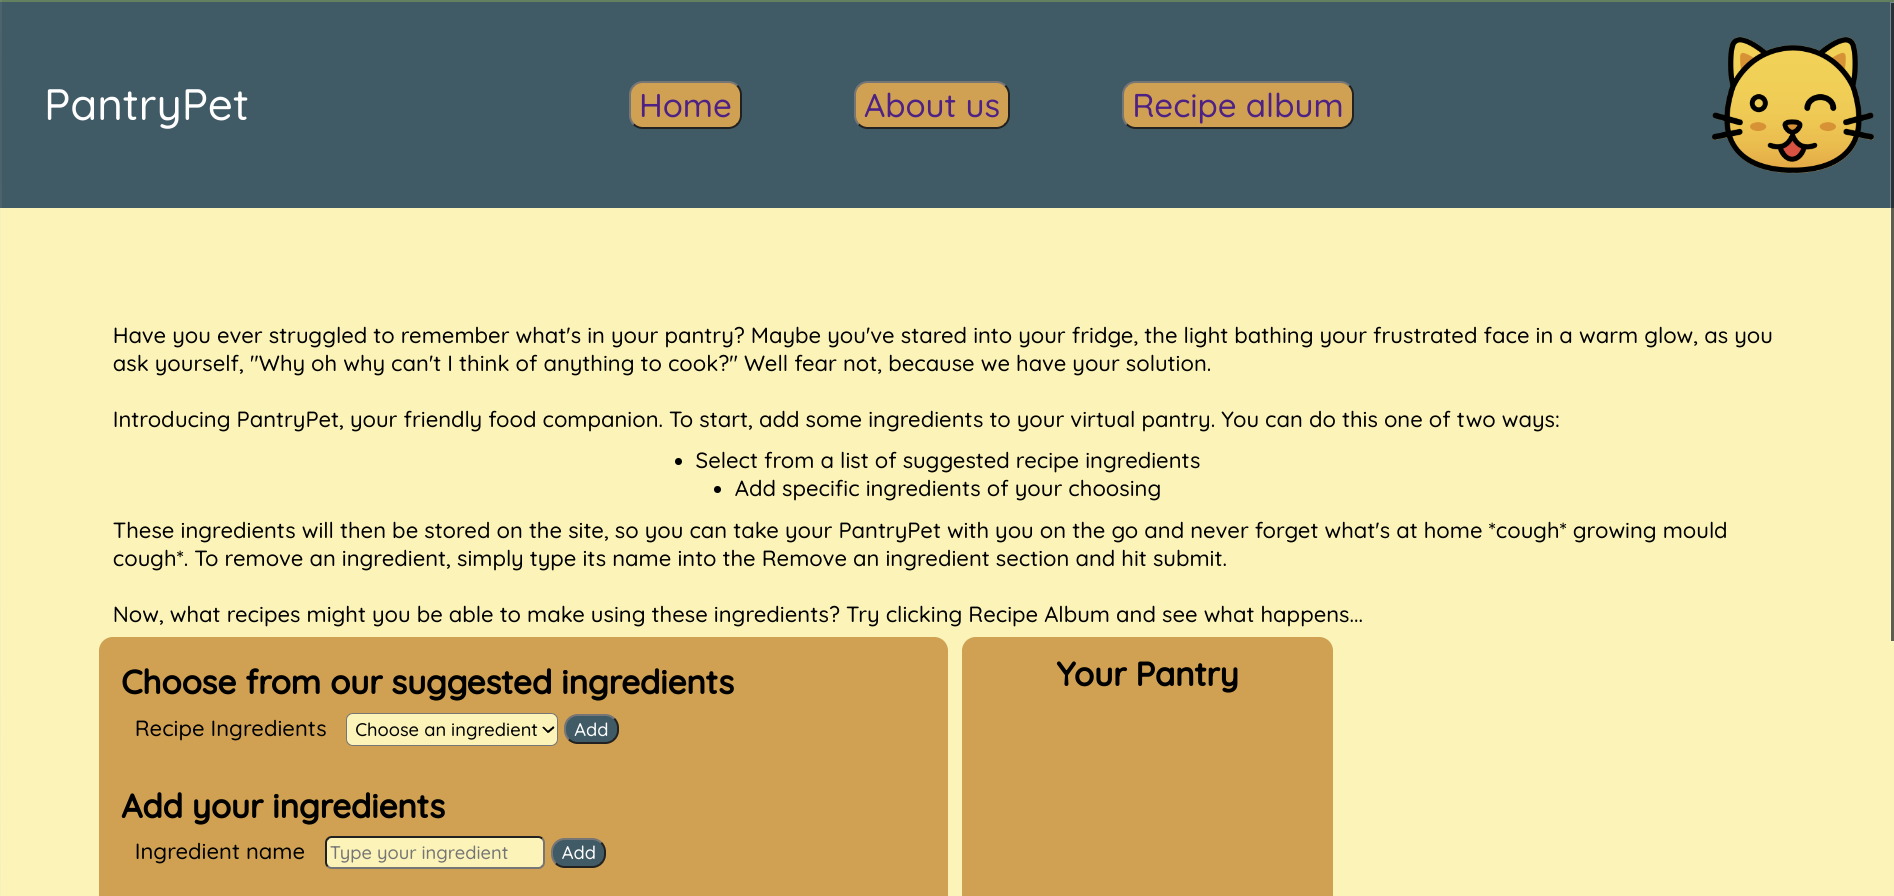 PantryPet
Home
About us
Recipe album
Have you ever struggled to remember what's in your pantry? Maybe you've stared into your fridge, the light bathing your frustrated face in a warm glow, as you
ask yourself, "Why oh why can't I think of anything to cook?" Well fear not, because we have your solution.
Introducing PantryPet, your friendly food companion. To start, add some ingredients to your virtual pantry. You can do this one of two ways:
• Select from a list of suggested recipe ingredients
• Add specific ingredients of your choosing
These ingredients will then be stored on the site, so you can take your PantryPet with you on the go and never forget what's at home *cough* growing mould
cough*. To remove an ingredient, simply type its name into the Remove an ingredient section and hit submit.
Now, what recipes might you be able to make using these ingredients? Try clicking Recipe Album and see what happens...
Choose from our suggested ingredients
Recipe Ingredients Choose an ingredient Add
Add your ingredients
Ingredient name Type your ingredient Add
Your Pantry